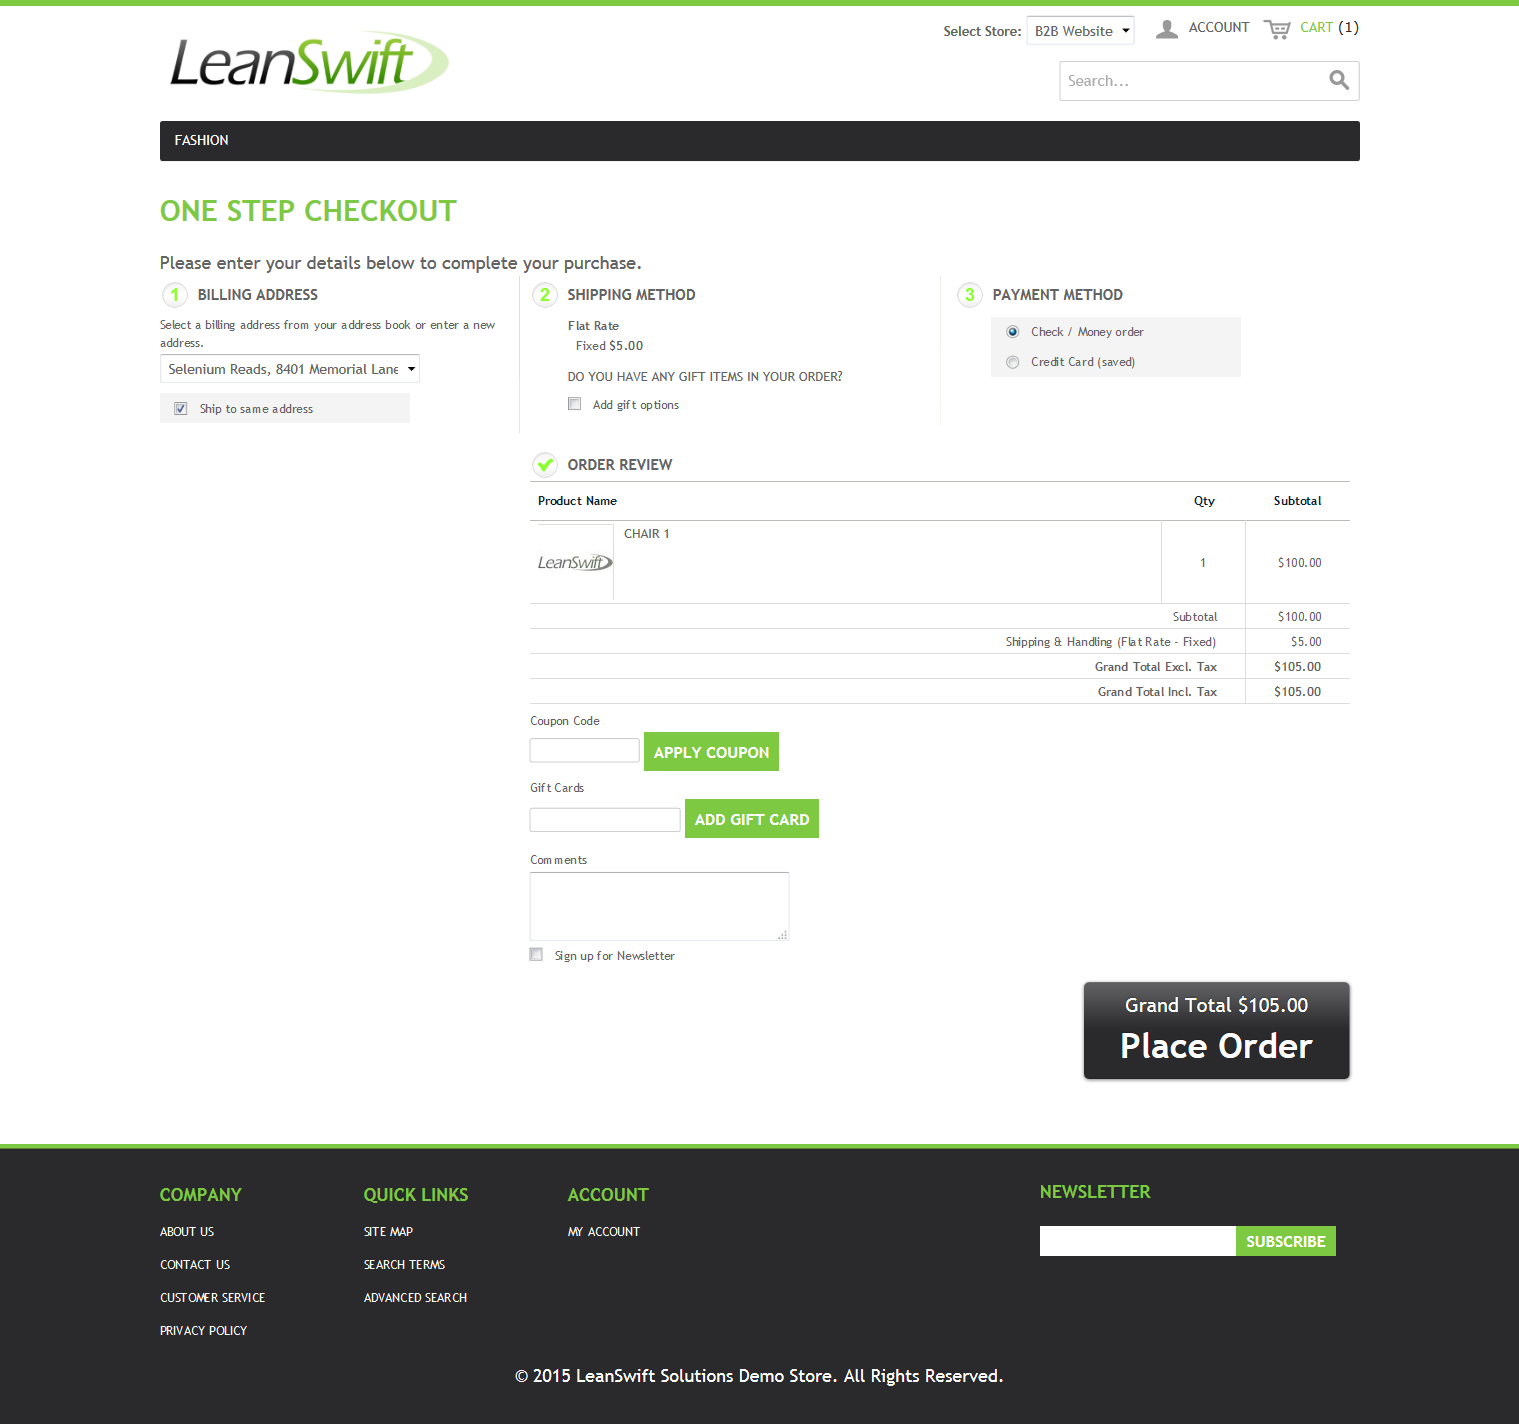 LeanSwift
Select Store: B2B Website ACCOUNT CART (1)
Search...
FASHION
ONE STEP CHECKOUT
Please enter your details below to complete your purchase.
1 BILLING ADDRESS
Select a billing address from your address book or enter a new
address.
Selenium Reads, 8401 Memorial Lane
Ship to same address
2 SHIPPING METHOD
Flat Rate
Fixed $5.00
DO YOU HAVE ANY GIFT ITEMS IN YOUR ORDER?
Add gift options
3 PAYMENT METHOD
Check / Money order
Credit Card (saved)
ORDER REVIEW
Product Name Qty Subtotal
LeanSwift CHAIR 1 1 $100.00
Subtotal $100.00
Shipping & Handling (Flat Rate - Fixed) $5.00
Grand Total Excl. Tax $105.00
Grand Total Incl. Tax $105.00
Coupon Code
APPLY COUPON
Gift Cards
ADD GIFT CARD
Comments
Sign up for Newsletter
Grand Total $105.00
Place Order
COMPANY
ABOUT US
CONTACT US
CUSTOMER SERVICE
PRIVACY POLICY
QUICK LINKS
SITE MAP
SEARCH TERMS
ADVANCED SEARCH
ACCOUNT
MY ACCOUNT
NEWSLETTER
SUBSCRIBE
© 2015 LeanSwift Solutions Demo Store. All Rights Reserved.